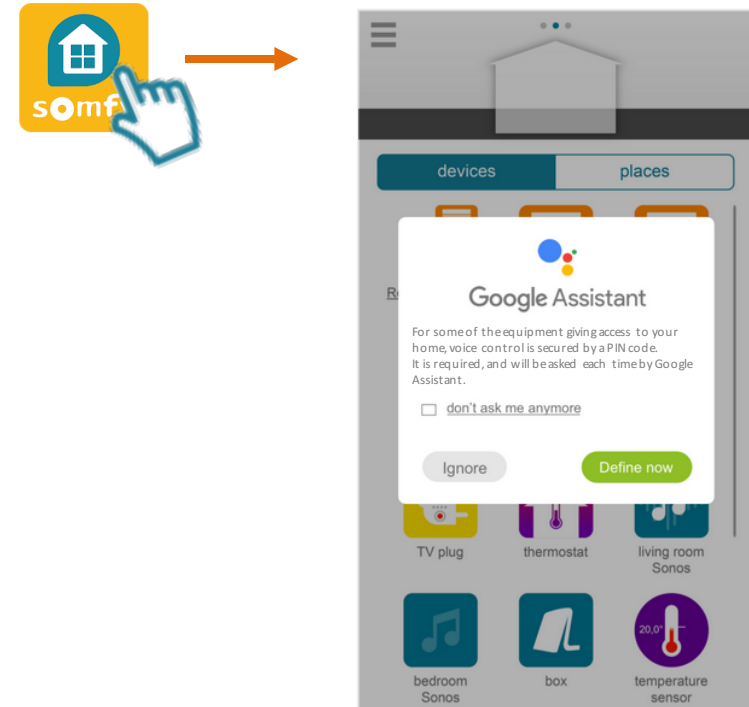 somf
devices
places
R
Google Assistant
For some of the equipment giving access to your
home, voice control is secured by a PIN code.
It is required, and will be asked each time by Google
Assistant.
don't ask me anymore
Ignore
Define now
TV plug
thermostat
living room
Sonos
20,0°
bedroom
Sonos
box
temperature
sensor